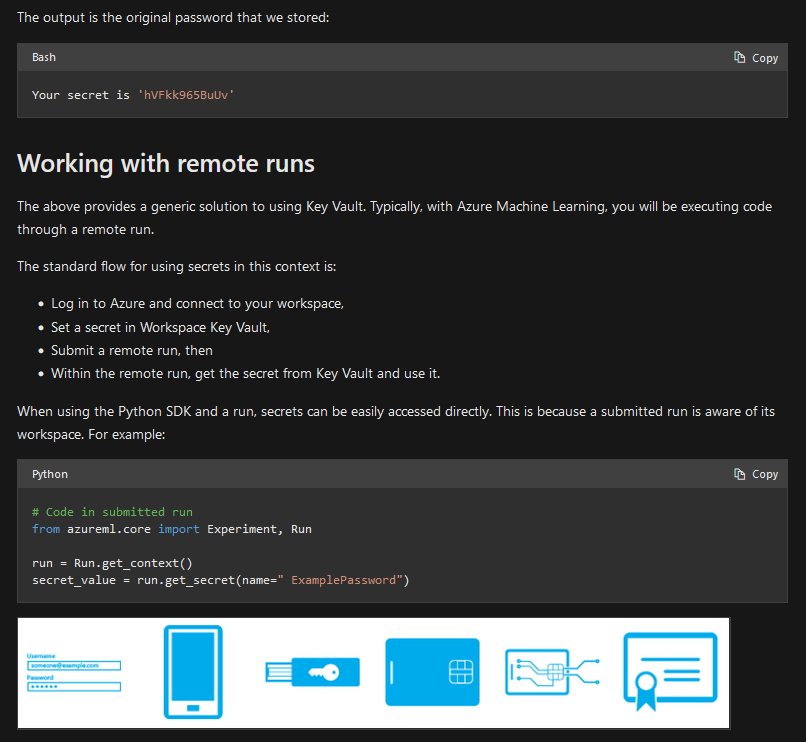 The output is the original password that we stored:
Bash
Copy
Your secret is 'hVFkk965BuUv'
Working with remote runs
The above provides a generic solution to using Key Vault. Typically, with Azure Machine Learning, you will be executing code
through a remote run.
The standard flow for using secrets in this context is:
• Log in to Azure and connect to your workspace,
• Set a secret in Workspace Key Vault,
• Submit a remote run, then
• Within the remote run, get the secret from Key Vault and use it.
When using the Python SDK and a run, secrets can be easily accessed directly. This is because a submitted run is aware of its
workspace. For example:
Python
Copy
# Code in submitted run
from azureml.core import Experiment, Run
run = Run.get_context()
secret_value = run.get_secret(name=" ExamplePassword")
Username
someone@example.com
Password
••••••